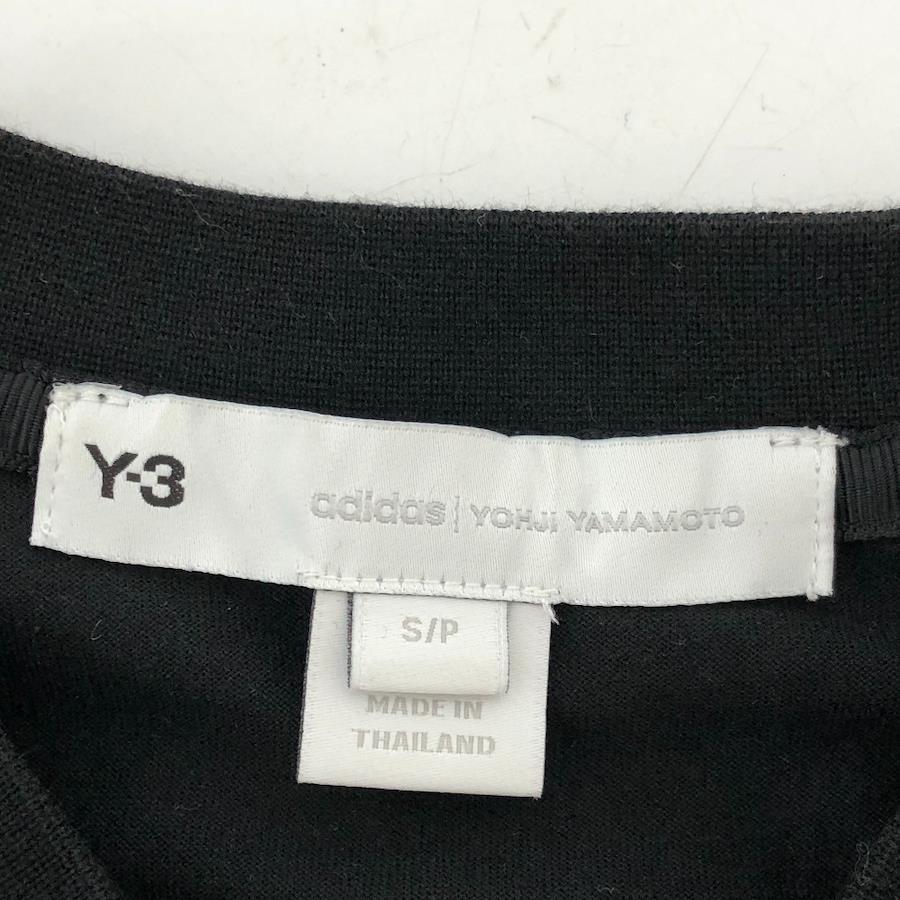 Y-3
adidas | YOHJI YAMAMOTO
S/P
MADE IN
THAILAND